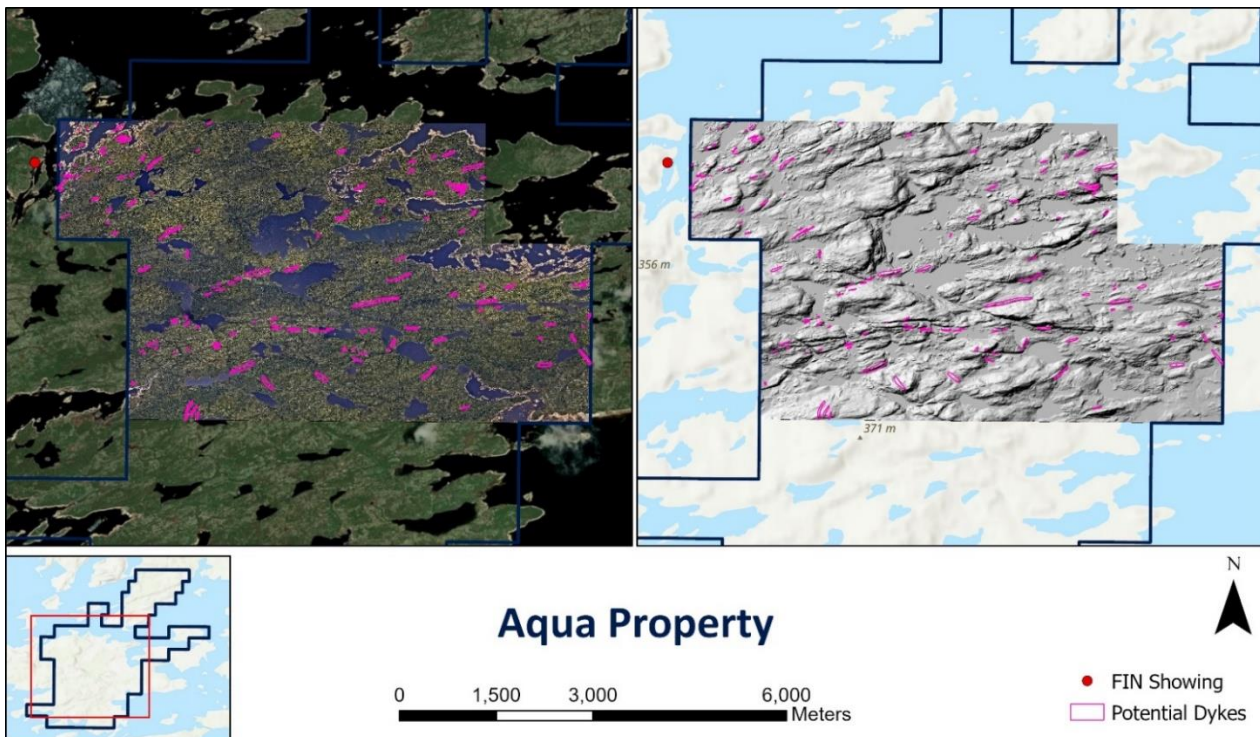 356 m
371 m
Aqua Property
0 1,500 3,000 6,000
Meters
N
FIN Showing
Potential Dykes